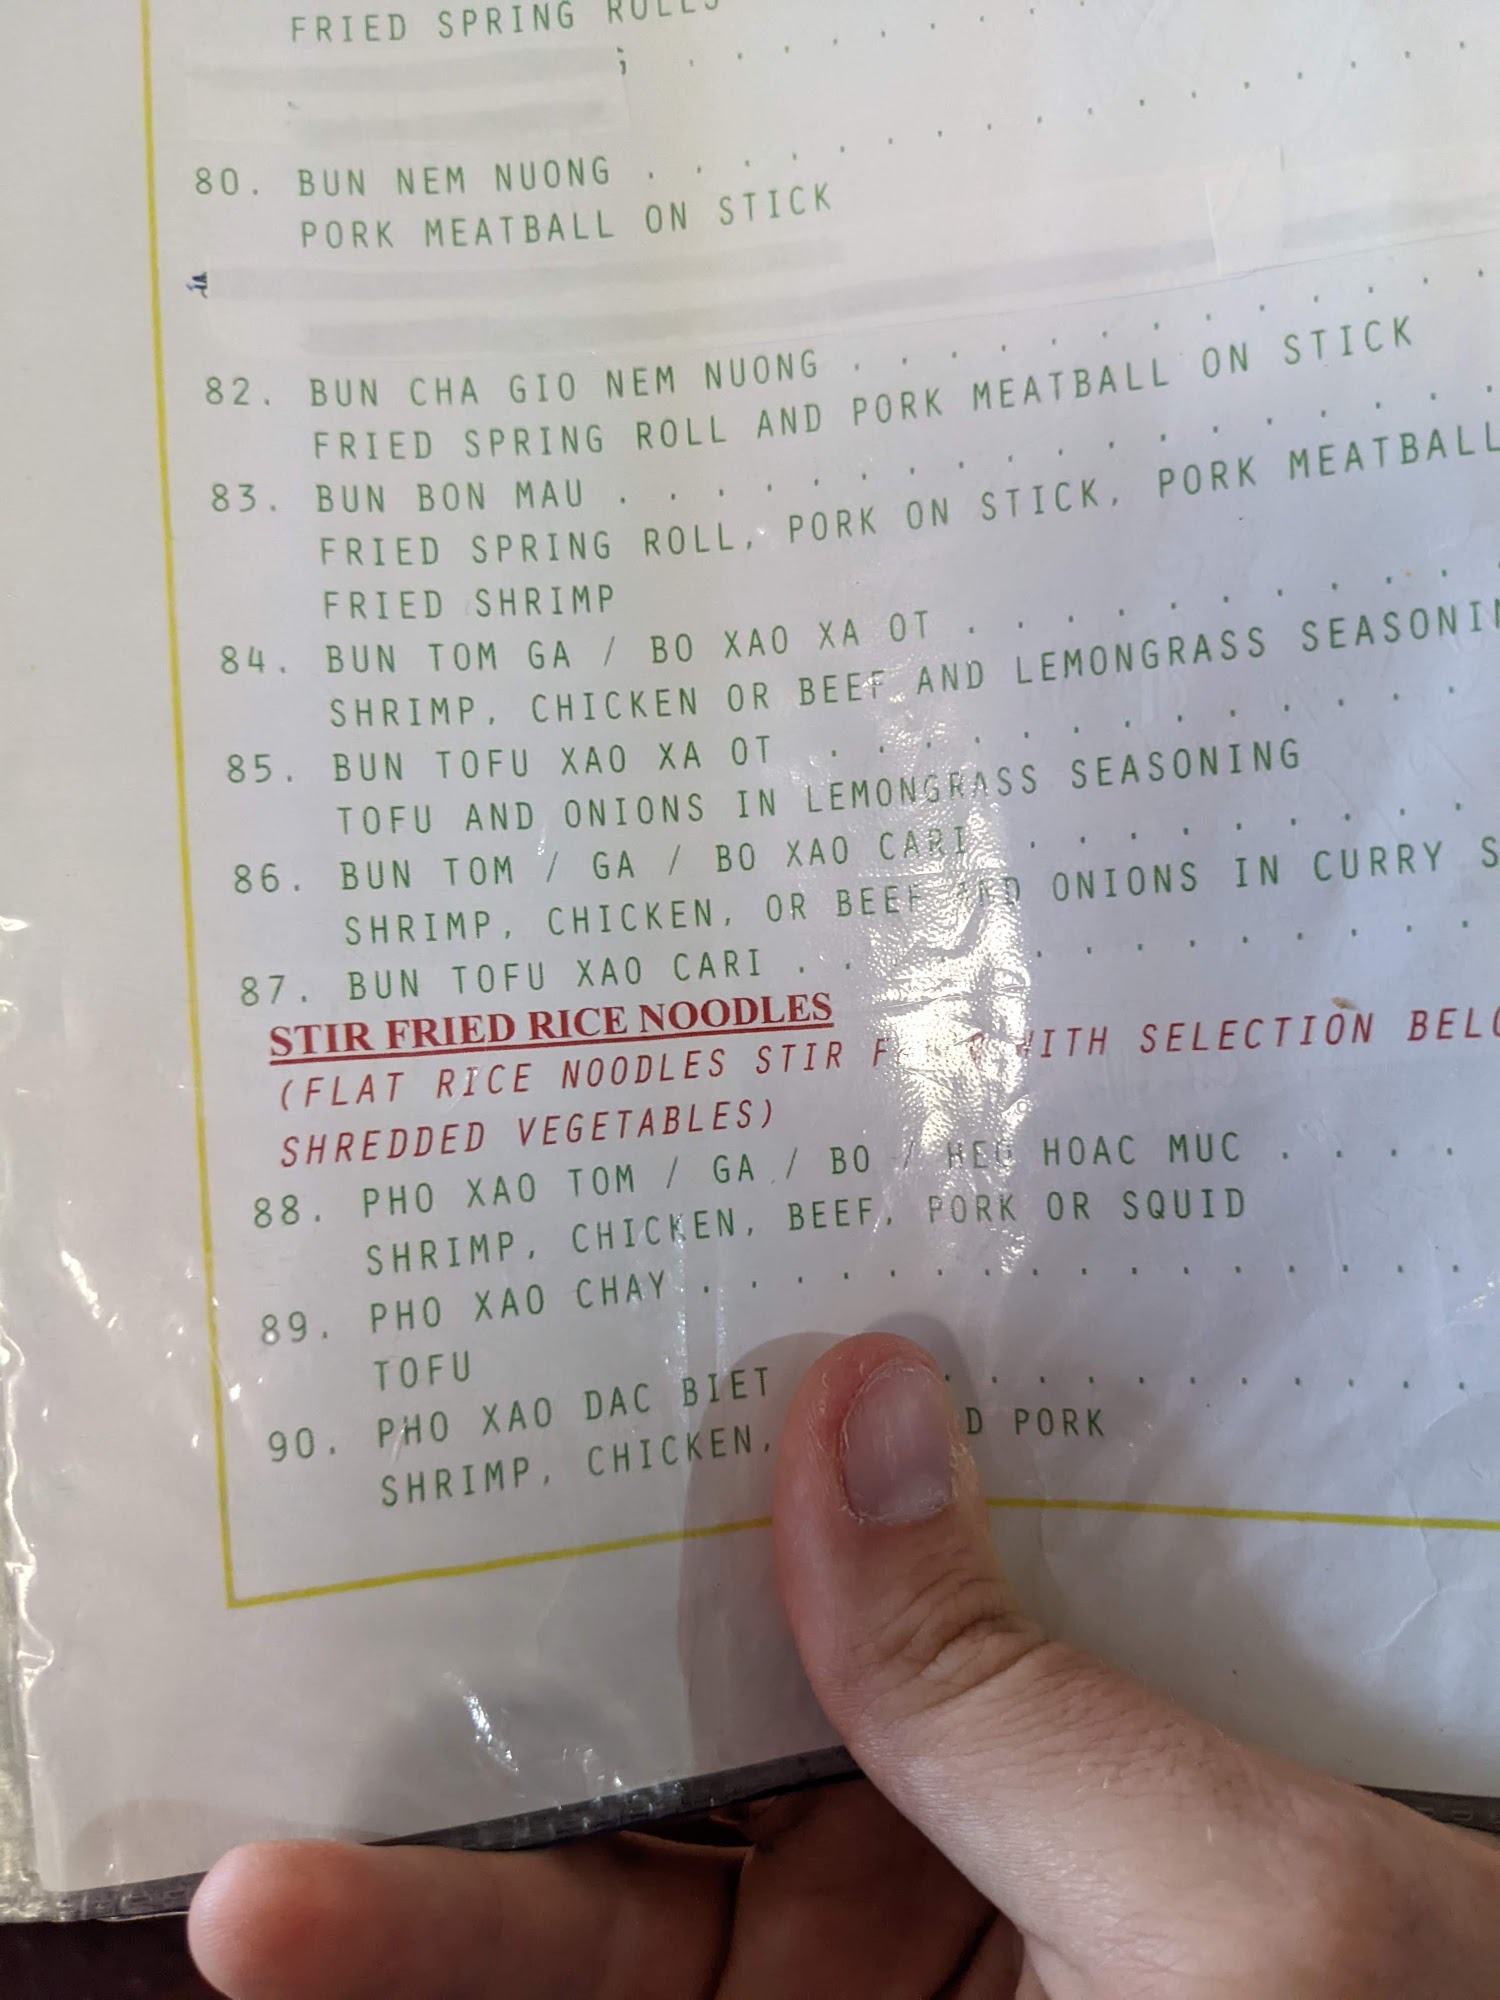 FRIED SPRING ROLLS
80. BUN NEM NUONG
PORK MEATBALL ON STICK
82. BUN CHA GIO NEM NUONG
FRIED SPRING ROLL AND PORK MEATBALL ON STICK
83. BUN BON MAU
FRIED SPRING ROLL, PORK ON STICK, PORK MEATBALL
FRIED SHRIMP
84. BUN TOM GA / BO XAO XA OT
SHRIMP, CHICKEN OR BEEF AND LEMONGRASS
85. BUN TOFU XAO XA OT
TOFU AND ONIONS IN LEMONGRASS SEASONING
86. BUN TOM / GA / BO XAO CARI
SHRIMP, CHICKEN, OR BEEF AND ONIONS IN CURRY
87. BUN TOFU XAO CARI
STIR FRIED RICE NOODLES
(FLAT RICE NOODLES STIR WITH SELECTION
SHREDDED VEGETABLES)
88. PHO XAO TOM / GA / BO / HEO HOAC MUC
SHRIMP, CHICKEN, BEEF, PORK OR SQUID
89. PHO XAO CHAY
TOFU
90. PHO XAO DAC BIET
SHRIMP, CHICKEN, PORK